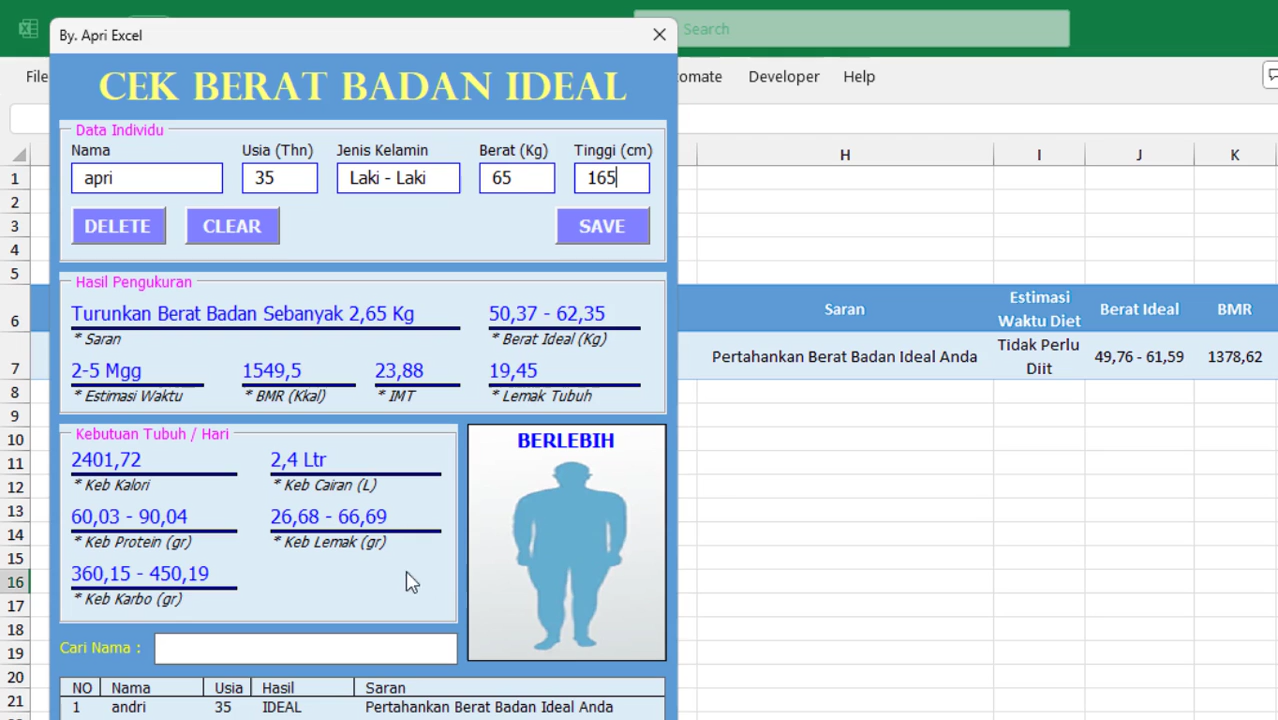 Search
By. Apri Excel
File
Developer
Help
CEK BERAT BADAN IDEAL
Data Individu
Nama Usia (Thn) Jenis Kelamin Berat (Kg) Tinggi (cm)
apri 35 Laki - Laki 65 165
DELETE CLEAR SAVE
Hasil Pengukuran
Turunkan Berat Badan Sebanyak 2,65 Kg 50,37 - 62,35
* Saran * Berat Ideal (Kg)
2-5 Mgg 1549,5 23,88 19,45
* Estimasi Waktu * BMR (Kkal) * IMT * Lemak Tubuh
Kebutuan Tubuh / Hari
2401,72 2,4 Ltr
* Keb Kalori * Keb Cairan (L)
60,03 - 90,04 26,68 - 66,69
* Keb Protein (gr) * Keb Lemak (gr)
360,15 - 450,19
* Keb Karbo (gr)
BERLEBIH
Cari Nama :
NO Nama Usia Hasil Saran
1 andri 35 IDEAL Pertahankan Berat Badan Ideal Anda
H I J K
1
2
3
4
5
6
7
8
9
10
11
12
13
14
15
16
17
18
19
20
21
Saran Estimasi Waktu Diet Berat Ideal BMR
Pertahankan Berat Badan Ideal Anda Tidak Perlu Diit 49,76 - 61,59 1378,62